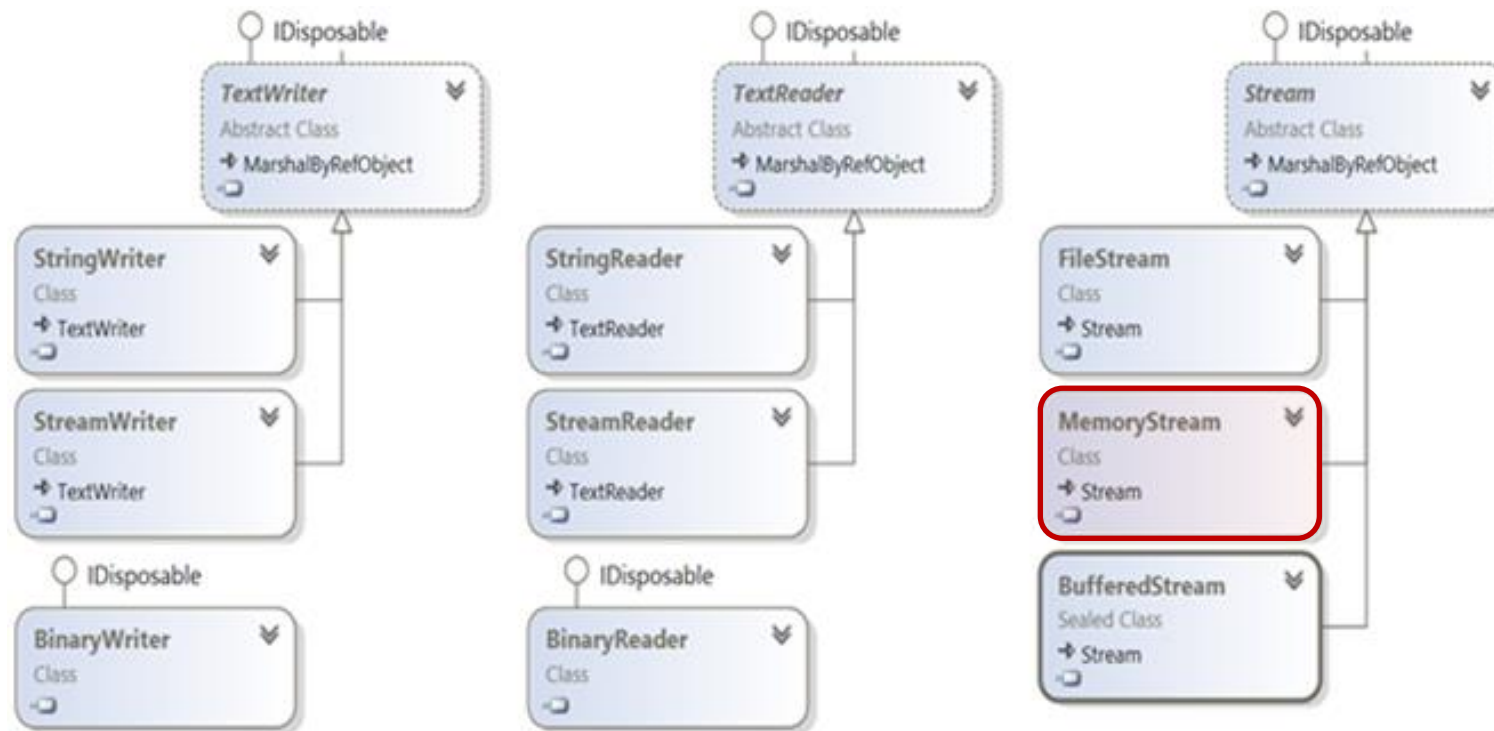 IDisposable
TextWriter
Abstract Class
MarshalByRefObject
StringWriter
Class
TextWriter
StreamWriter
Class
TextWriter
IDisposable
BinaryWriter
Class
IDisposable
TextReader
Abstract Class
MarshalByRefObject
StringReader
Class
TextReader
StreamReader
Class
TextReader
IDisposable
BinaryReader
Class
IDisposable
Stream
Abstract Class
MarshalByRefObject
FileStream
Class
Stream
MemoryStream
Class
Stream
BufferedStream
Sealed Class
Stream